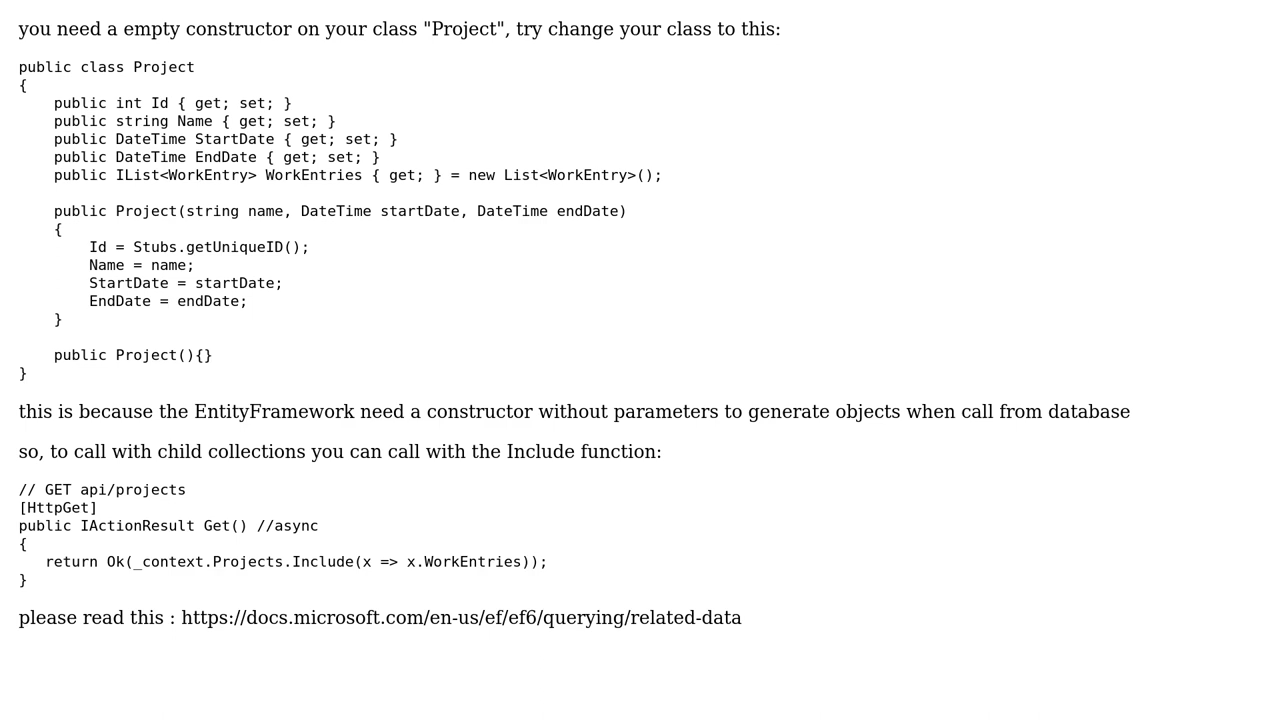 you need a empty constructor on your class "Project", try change your class to this:
public class Project
{
    public int Id { get; set; }
    public string Name { get; set; }
    public DateTime StartDate { get; set; }
    public DateTime EndDate { get; set; }
    public IList<WorkEntry> WorkEntries { get; } = new List<WorkEntry>();

    public Project(string name, DateTime startDate, DateTime endDate)
    {
        Id = Stubs.getUniqueID();
        Name = name;
        StartDate = startDate;
        EndDate = endDate;
    }

    public Project(){}
}
this is because the EntityFramework need a constructor without parameters to generate objects when call from database
so, to call with child collections you can call with the Include function:
// GET api/projects
[HttpGet]
public IActionResult Get() //async
{
   return Ok(_context.Projects.Include(x => x.WorkEntries));
}
please read this : https://docs.microsoft.com/en-us/ef/ef6/querying/related-data